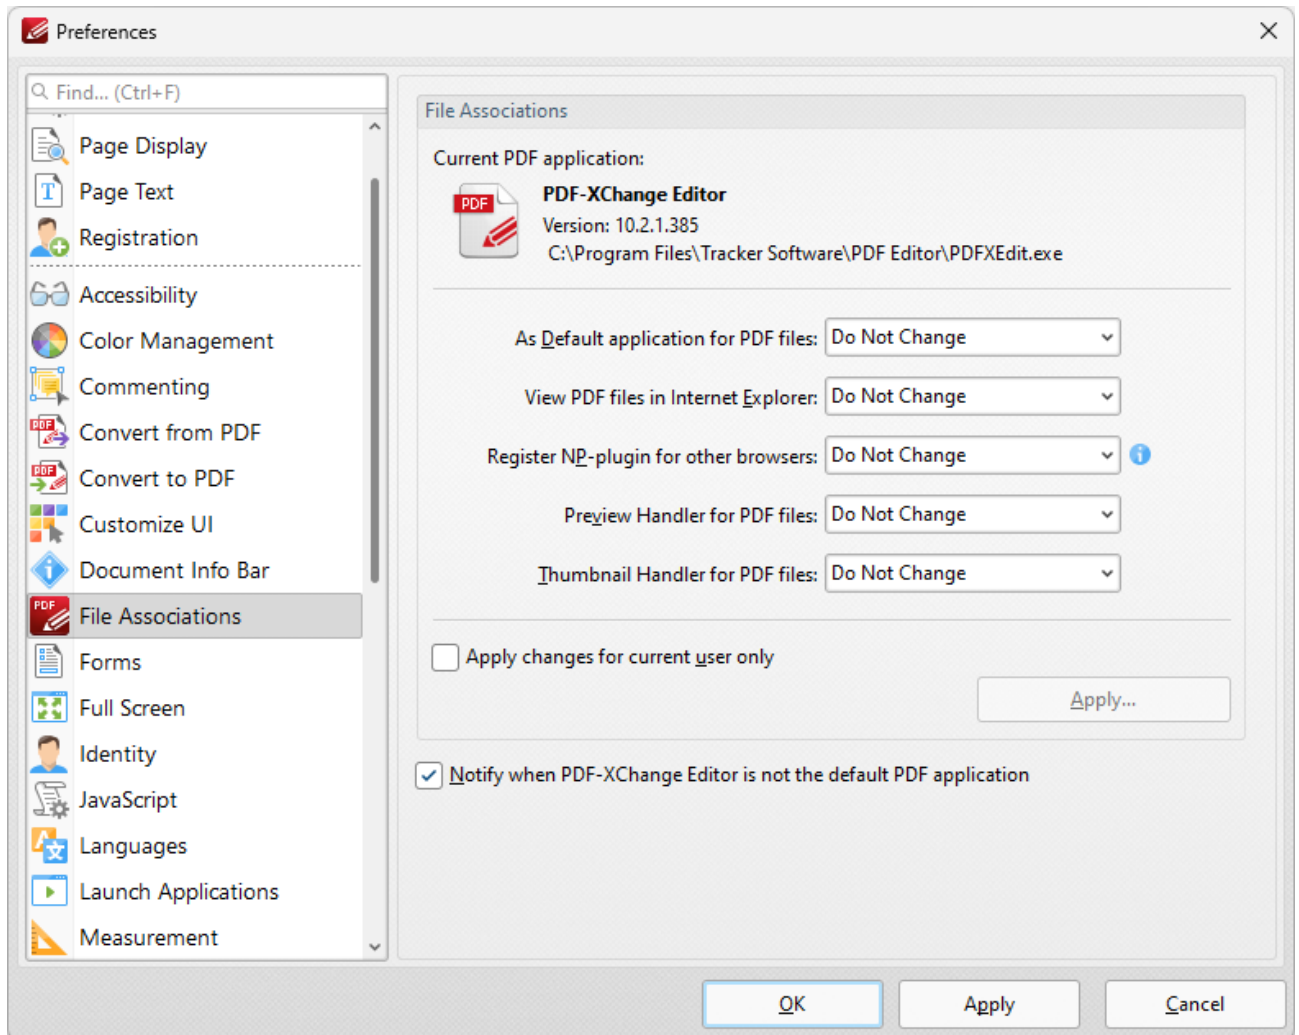 Preferences
Find... (Ctrl+F)
Page Display
Page Text
Registration
Accessibility
Color Management
Commenting
Convert from PDF
Convert to PDF
Customize UI
Document Info Bar
File Associations
Forms
Full Screen
Identity
JavaScript
Languages
Launch Applications
Measurement
File Associations
Current PDF application:
PDF
PDF-XChange Editor
Version: 10.2.1.385
C:\Program Files\Tracker Software\PDF Editor\PDFXEdit.exe
As Default application for PDF files: Do Not Change
View PDF files in Internet Explorer: Do Not Change
Register NP-plugin for other browsers: Do Not Change
Preview Handler for PDF files: Do Not Change
Thumbnail Handler for PDF files: Do Not Change
Apply changes for current user only
Apply...
Notify when PDF-XChange Editor is not the default PDF application
OK
Apply
Cancel